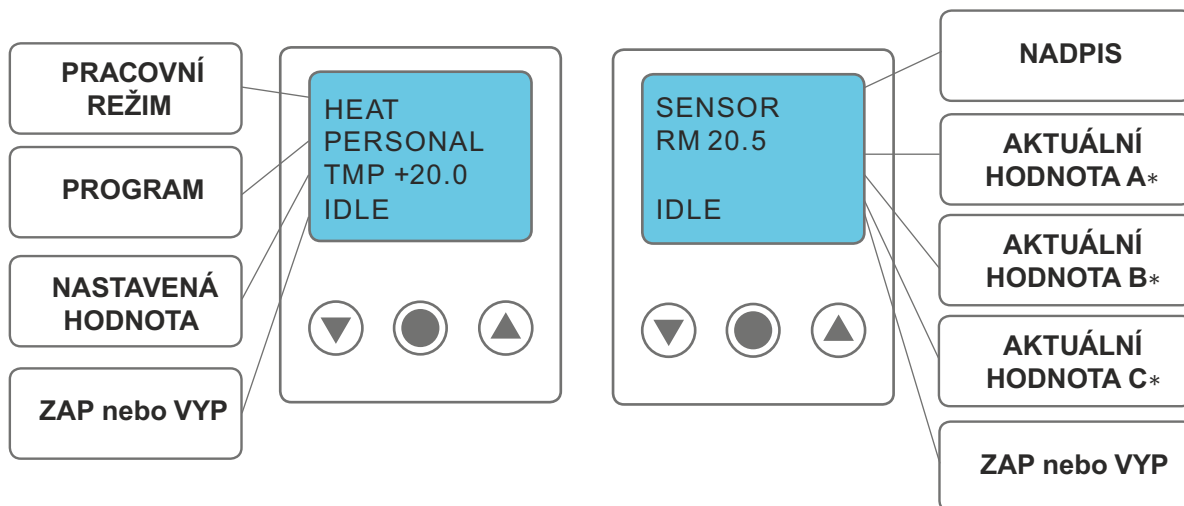 PRACOVNÍ
REŽIM
PROGRAM
NASTAVENÁ
HODNOTA
ZAP nebo VYP
HEAT
PERSONAL
TMP +20.0
IDLE
SENSOR
RM 20.5
IDLE
NADPIS
AKTUÁLNÍ
HODNOTA A*
AKTUÁLNÍ
HODNOTA B*
AKTUÁLNÍ
HODNOTA C*
ZAP nebo VYP